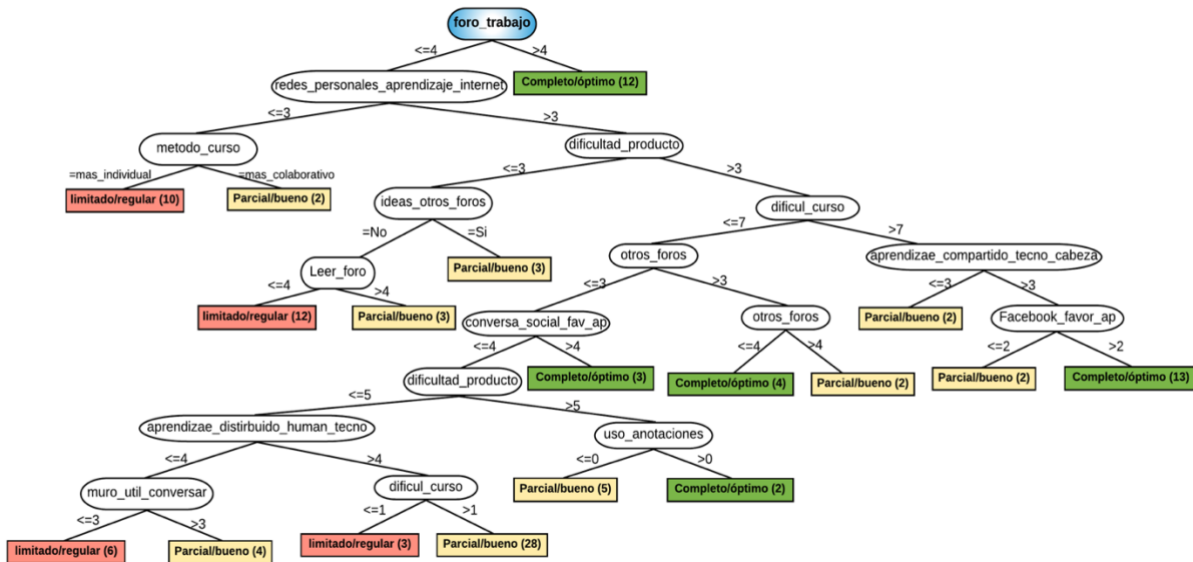 foro_trabajo
<=4
>4
redes_personales_aprendizaje_internet
Completo/óptimo (12)
<=3
>3
metodo_curso
dificultad_producto
=mas_individual
=mas_colaborativo
<=3
>3
limitado/regular (10)
Parcial/bueno (2)
ideas_otros_foros
dificul_curso
=No
=Si
<=7
>7
Leer_foro
Parcial/bueno (3)
otros_foros
aprendizae_compartido_tecno_cabeza
<=4
>4
<=3
>3
<=3
>3
limitado/regular (12)
Parcial/bueno (3)
conversa_social_fav_ap
otros_foros
Parcial/bueno (2)
Facebook_favor_ap
<=4
>4
<=4
>4
<=2
>2
dificultad_producto
Completo/óptimo (3)
Completo/óptimo (4)
Parcial/bueno (2)
Parcial/bueno (2)
Completo/óptimo (13)
<=5
>5
aprendizae_distirbuido_human_tecno
uso_anotaciones
<=4
>4
<=0
>0
muro_util_conversar
dificul_curso
Parcial/bueno (5)
Completo/óptimo (2)
<=3
>3
<=1
>1
limitado/regular (6)
Parcial/bueno (4)
limitado/regular (3)
Parcial/bueno (28)